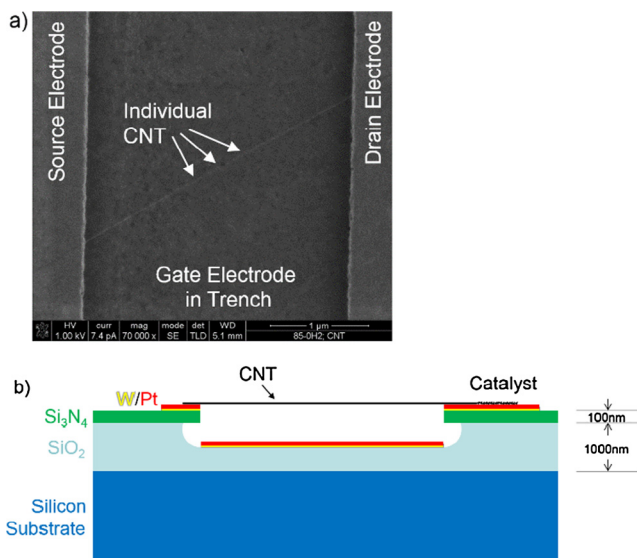 a)
Source Electrode
Individual
CNT
Drain Electrode
Gate Electrode
in Trench
HV curr mag mode det WD 1 µm
1.00 kV 7.4 pA 70 000 x SE TLD 5.1 mm 85-0H2; CNT
b)
CNT
Catalyst
W/Pt
Si₃N₄
100nm
SiO₂
1000nm
Silicon
Substrate